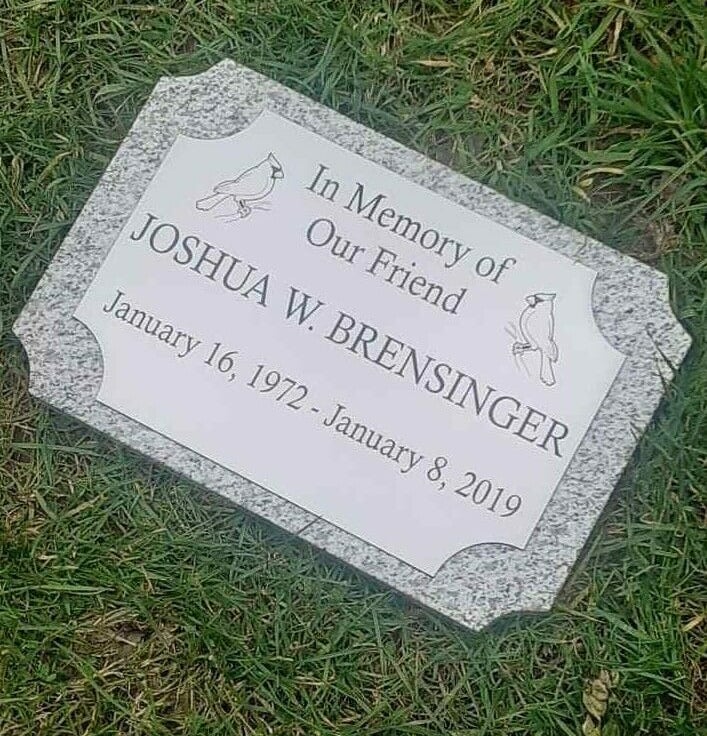 In Memory of
Our Friend
JOSHUA W. BRENSINGER
January 16, 1972 - January 8, 2019